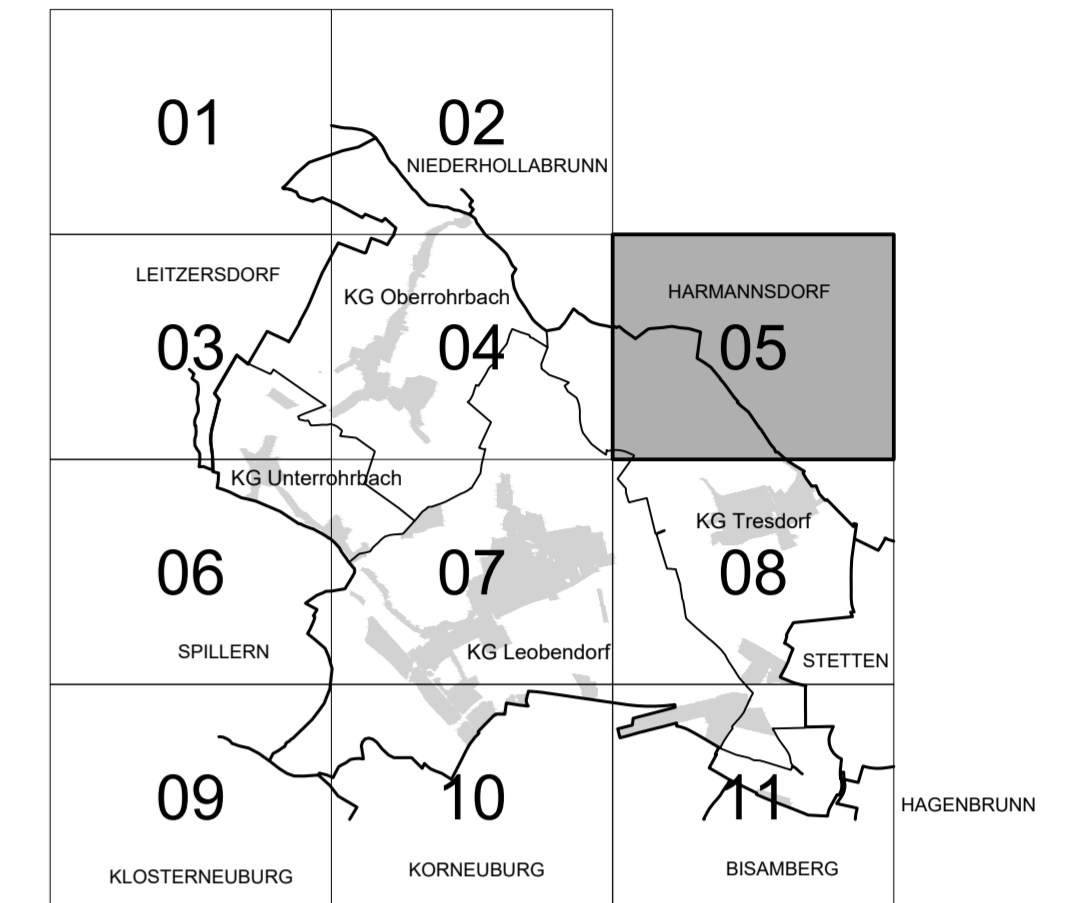 01
02
NIEDERHOLLABRUNN
LEITZERSDORF
HARMANNSDORF
KG Oberrohrbach
03
04
05
KG Unterrohrbach
KG Tresdorf
06
07
08
SPILLERN
KG Leobendorf
STETTEN
09
10
11
HAGENBRUNN
KLOSTERNEUBURG
KORNEUBURG
BISAMBERG